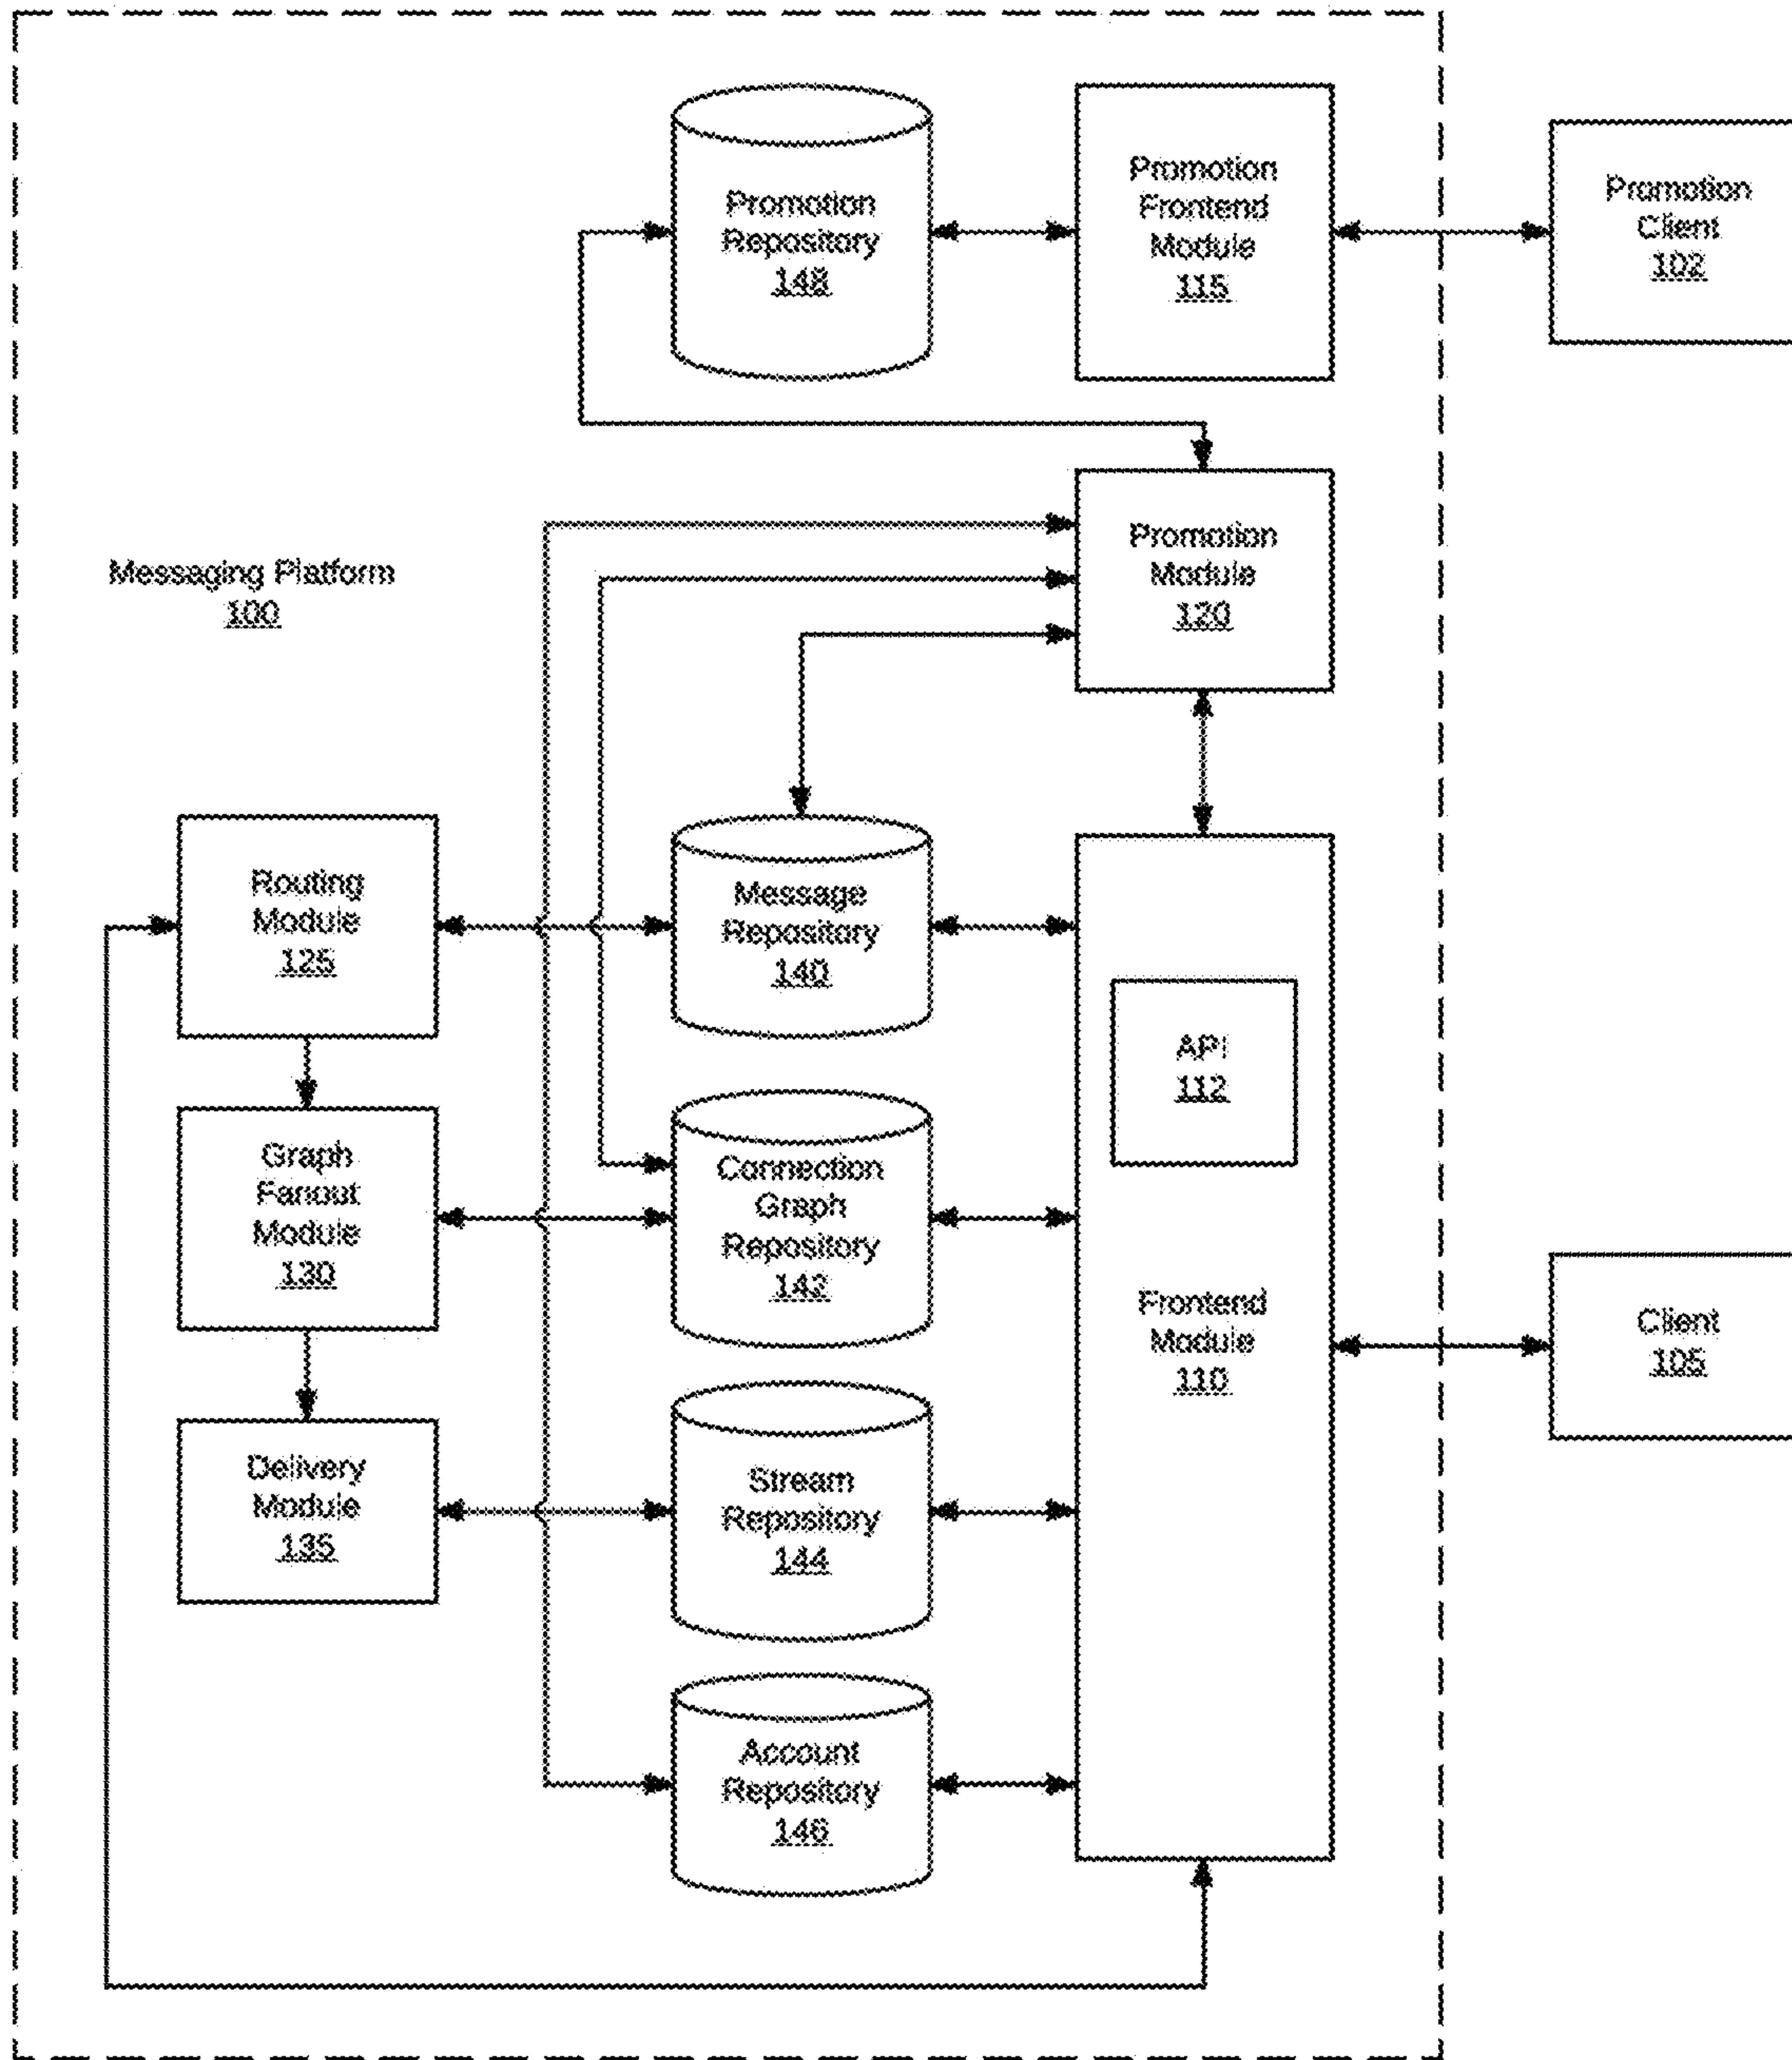 Promotion
Repository
148
Promotion
Frontend
Module
115
Promotion
Client
102
Messaging Platform
100
Promotion
Module
120
Routing
Module
125
Message
Repository
140
API
112
Graph
Fanout
Module
130
Connection
Graph
Repository
142
Frontend
Module
110
Client
105
Delivery
Module
135
Stream
Repository
144
Account
Repository
146